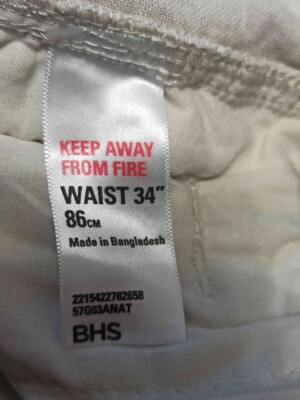 KEEP AWAY
FROM FIRE
WAIST 34"
86CM
Made in Bangladesh
2215422782658
57G03ANAT
BHS